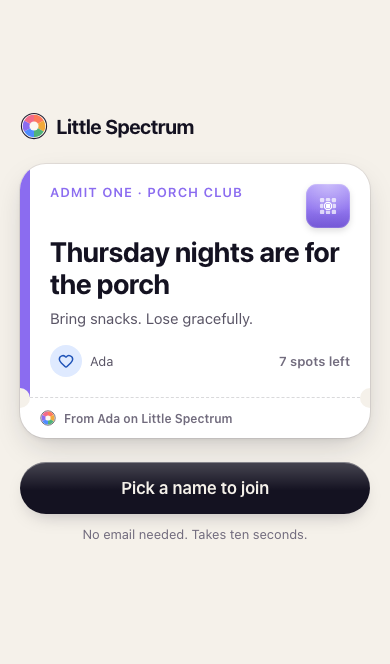 Little Spectrum
ADMIT ONE · PORCH CLUB
Thursday nights are for
the porch
Bring snacks. Lose gracefully.
Ada
7 spots left
From Ada on Little Spectrum
Pick a name to join
No email needed. Takes ten seconds.